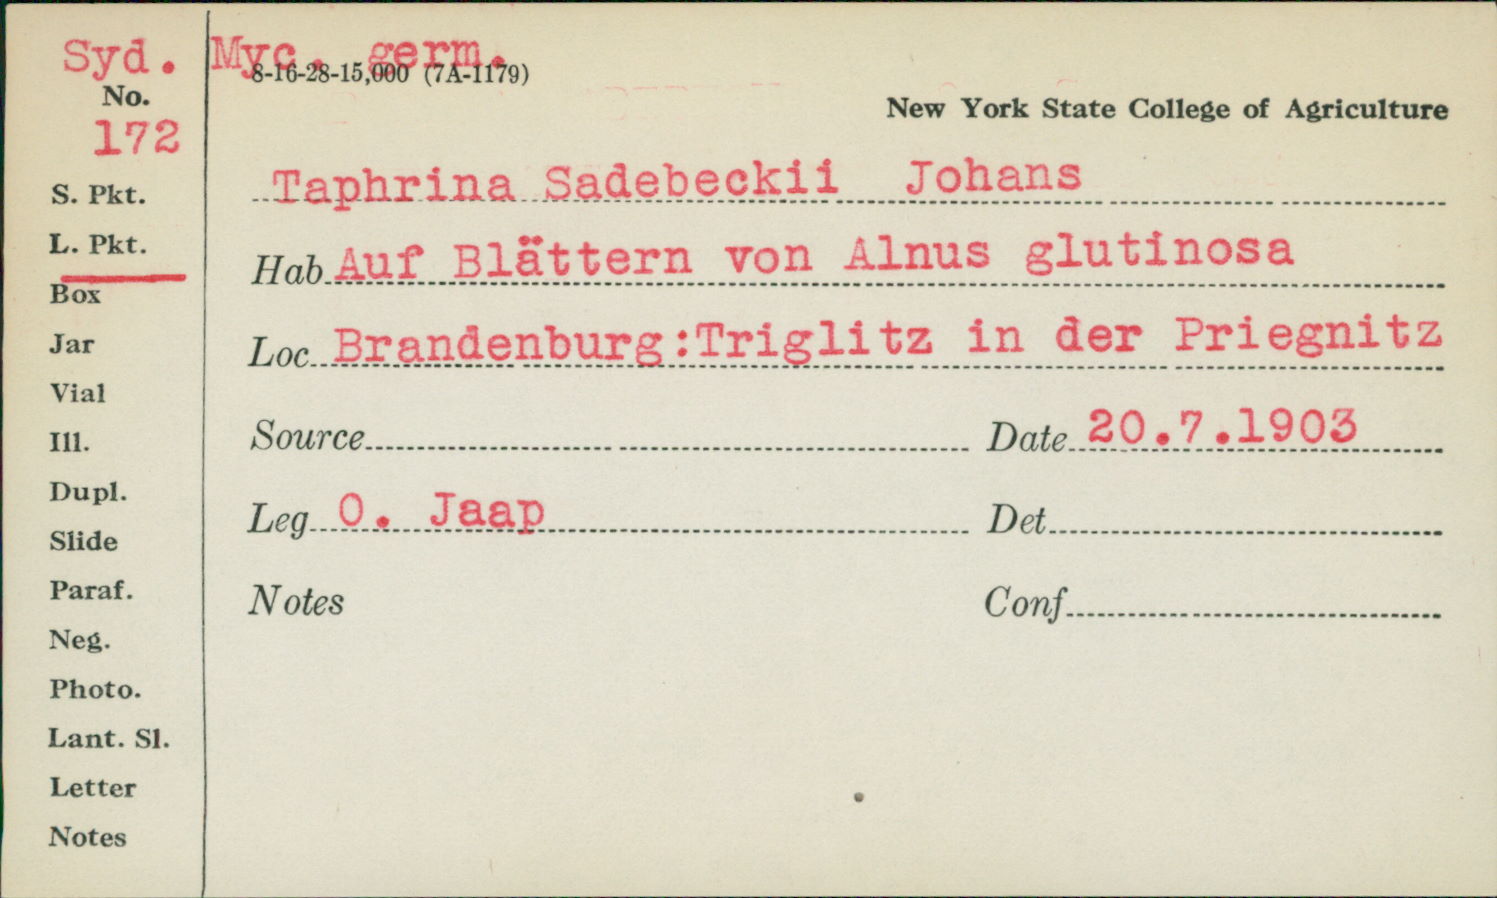 Syd. Myc. germ.
8-16-28-15,000 (7A-1179)
No.
172
New York State College of Agriculture
Taphrina Sadebeckii Johans
Hab Auf Blättern von Alnus glutinosa
Loc Brandenburg:Triglitz in der Priegnitz
Source Date 20.7.1903
Leg O. Jaap Det
Notes Conf
S. Pkt.
L. Pkt.
Box
Jar
Vial
Ill.
Dupl.
Slide
Paraf.
Neg.
Photo.
Lant. Sl.
Letter
Notes